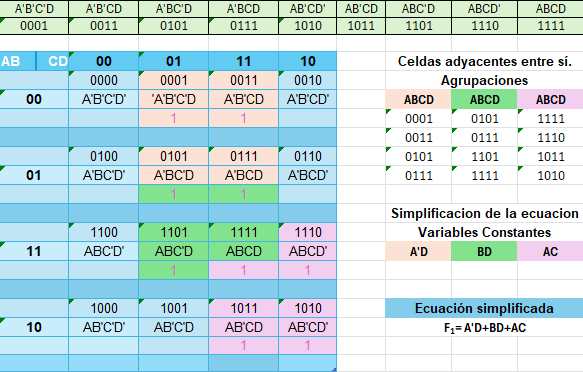 A'B'C'D A'B'CD A'BC'D A'BCD AB'CD' AB'CD ABC'D ABCD' ABCD
0001 0011 0101 0111 1010 1011 1101 1110 1111
AB CD 00 01 11 10 Celdas adyacentes entre sí.
0000 0001 0011 0010 Agrupaciones
00 A'B'C'D' 'A'B'C'D A'B'CD A'B'CD' ABCD ABCD ABCD
1 1 0001 0101 1111
0011 0111 1110
0100 0101 0111 0110 0101 1101 1011
01 A'BC'D' A'BC'D A'BCD A'BCD' 0111 1111 1010
1 1
Simplificacion de la ecuacion
1100 1101 1111 1110 Variables Constantes
11 ABC'D' ABC'D ABCD ABCD' A'D BD AC
1 1 1
1000 1001 1011 1010 Ecuación simplificada
10 AB'C'D' AB'C'D AB'CD AB'CD' F₁= A'D+BD+AC
1 1